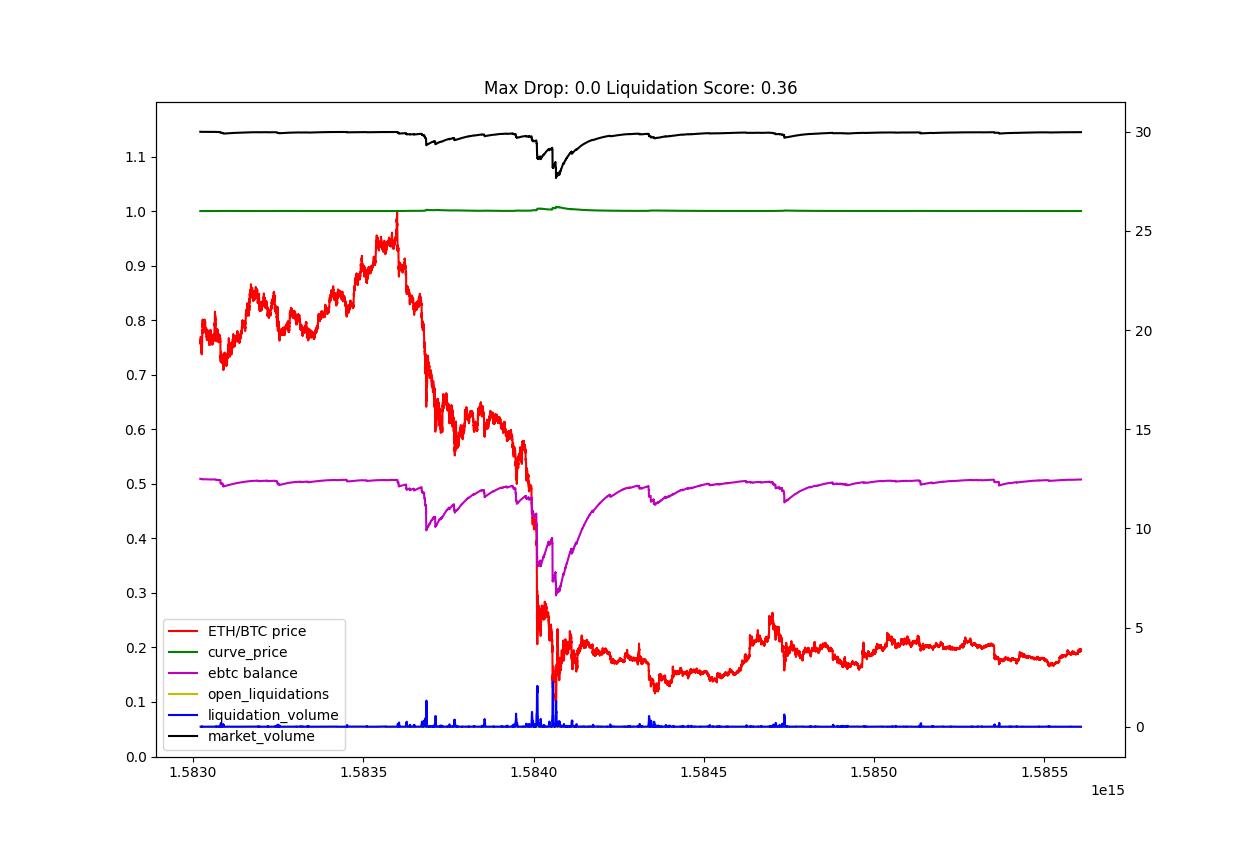 Max Drop: 0.0 Liquidation Score: 0.36
1.1
1.0
0.9
0.8
0.7
0.6
0.5
0.4
0.3
0.2
0.1
0.0
30
25
20
15
10
5
0
ETH/BTC price
curve_price
ebtc balance
open_liquidations
liquidation_volume
market_volume
1.5830 1.5835 1.5840 1.5845 1.5850 1.5855
1e15